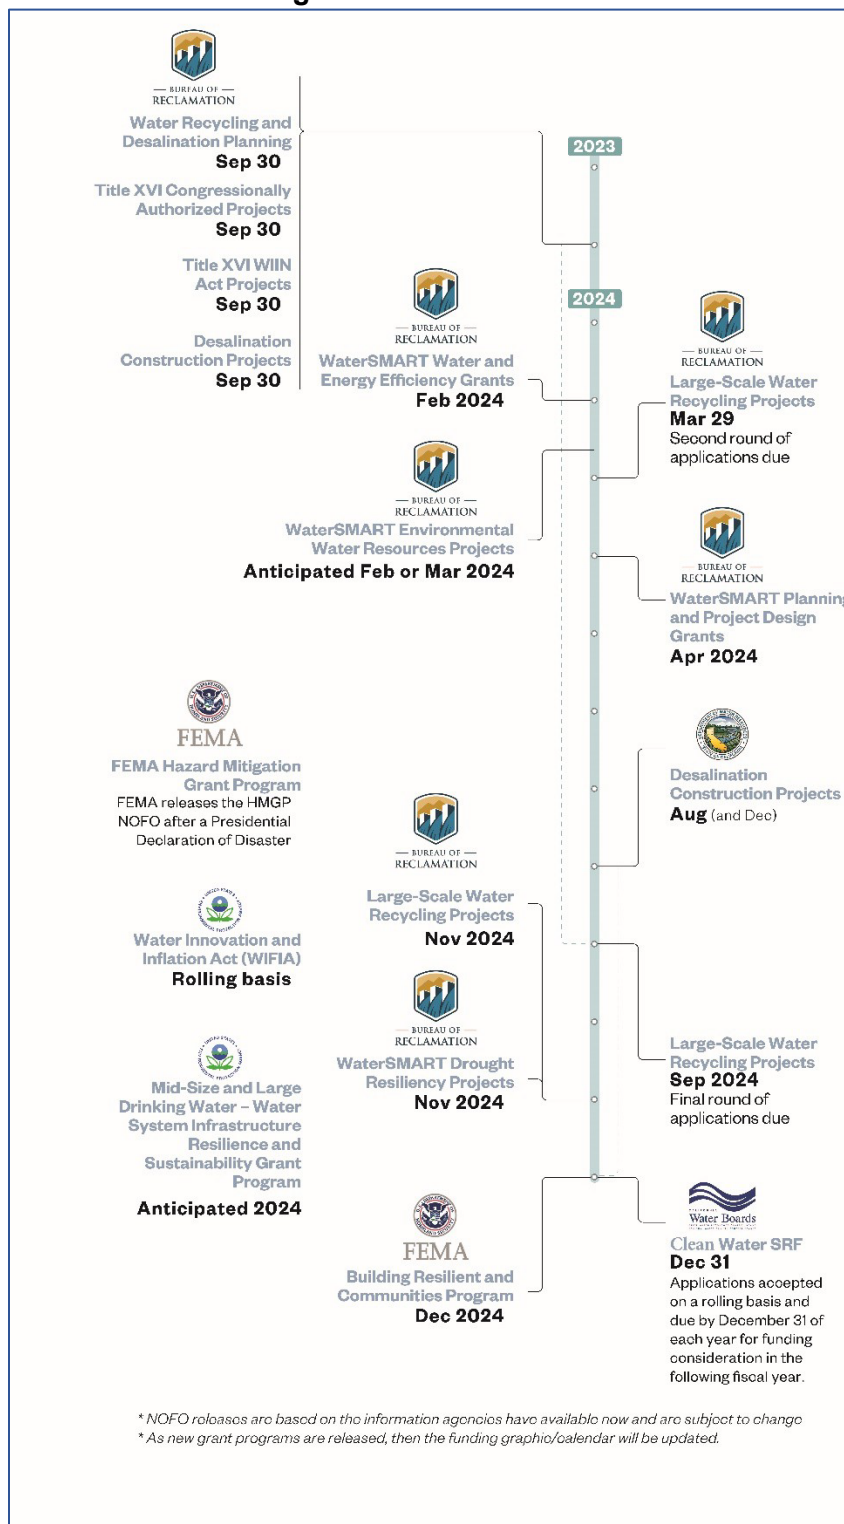 BUREAU OF
RECLAMATION
Water Recycling and
Desalination Planning
Sep 30
Title XVI Congressionally
Authorized Projects
Sep 30
Title XVI WIIN
Act Projects
Sep 30
Desalination
Construction Projects
Sep 30
2023
2024
BUREAU OF
RECLAMATION
WaterSMART Water and
Energy Efficiency Grants
Feb 2024
BUREAU OF
RECLAMATION
Large-Scale Water
Recycling Projects
Mar 29
Second round of
applications due
BUREAU OF
RECLAMATION
WaterSMART Environmental
Water Resources Projects
Anticipated Feb or Mar 2024
BUREAU OF
RECLAMATION
WaterSMART Planning
and Project Design
Grants
Apr 2024
FEMA
FEMA Hazard Mitigation
Grant Program
FEMA releases the HMGP
NOFO after a Presidential
Declaration of Disaster
Desalination
Construction Projects
Aug (and Dec)
BUREAU OF
RECLAMATION
Large-Scale Water
Recycling Projects
Nov 2024
Water Innovation and
Inflation Act (WIFIA)
Rolling basis
BUREAU OF
RECLAMATION
WaterSMART Drought
Resiliency Projects
Nov 2024
Large-Scale Water
Recycling Projects
Sep 2024
Final round of
applications due
Mid-Size and Large
Drinking Water – Water
System Infrastructure
Resilience and
Sustainability Grant
Program
Anticipated 2024
FEMA
Building Resilient and
Communities Program
Dec 2024
Water Boards
Clean Water SRF
Dec 31
Applications accepted
on a rolling basis and
due by December 31 of
each year for funding
consideration in the
following fiscal year.
* NOFO releases are based on the information agencies have available now and are subject to change
* As new grant programs are released, then the funding graphic/calendar will be updated.